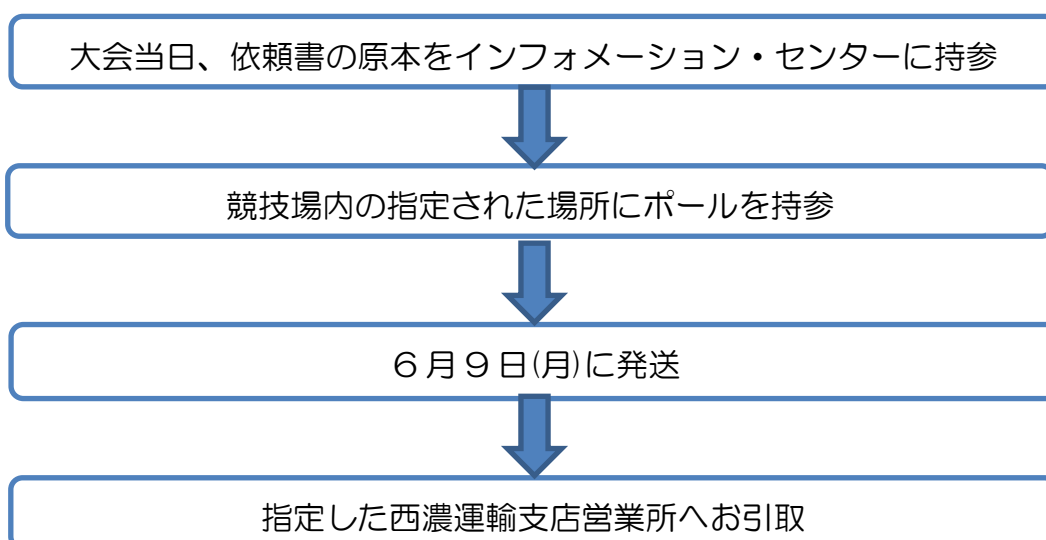 大会当日、依頼書の原本をインフォメーション・センターに持参
競技場内の指定された場所にポールを持参
６月９日(月)に発送
指定した西濃運輸支店営業所へお引取